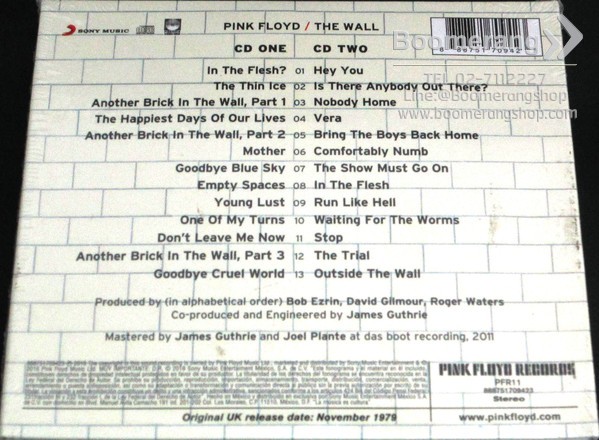 SONY MUSIC
PINK FLOYD / THE WALL
Boomerang
TEL 02-7112227
Line:@Boomerangshop
www.boomerangshop.com
CD ONE CD TWO
In The Flesh? 01 Hey You
The Thin Ice 02 Is There Anybody Out There?
Another Brick In The Wall, Part 1 03 Nobody Home
The Happiest Days Of Our Lives 04 Vera
Another Brick In The Wall, Part 2 05 Bring The Boys Back Home
Mother 06 Comfortably Numb
Goodbye Blue Sky 07 The Show Must Go On
Empty Spaces 08 In The Flesh
Young Lust 09 Run Like Hell
One Of My Turns 10 Waiting For The Worms
Don't Leave Me Now 11 Stop
Another Brick In The Wall, Part 3 12 The Trial
Goodbye Cruel World 13 Outside The Wall
Produced by (in alphabetical order) Bob Ezrin, David Gilmour, Roger Waters
Co-produced and Engineered by James Guthrie
Mastered by James Guthrie and Joel Plante at das boot recording, 2011
PINK FLOYD RECORDS
PFR11
Stereo
Original UK release date: November 1979
www.pinkfloyd.com